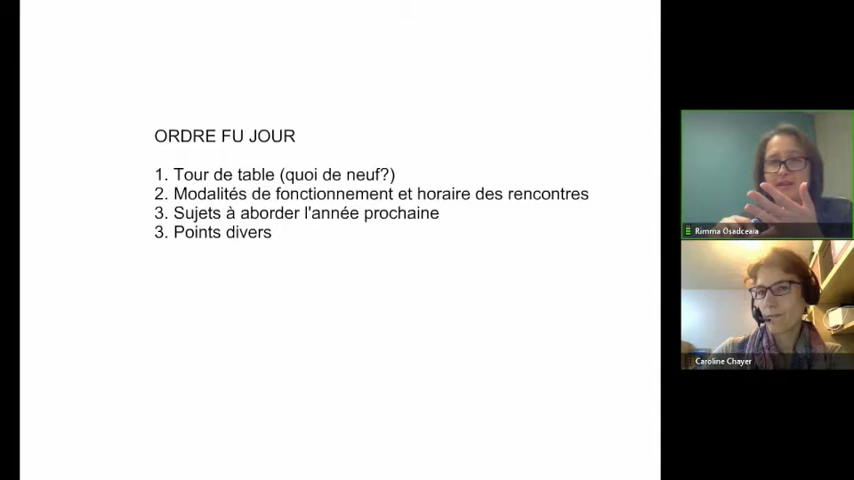 ORDRE FU JOUR
1. Tour de table (quoi de neuf?)
2. Modalités de fonctionnement et horaire des rencontres
3. Sujets à aborder l'année prochaine
3. Points divers
Rimma Osadceaia
Caroline Chayer